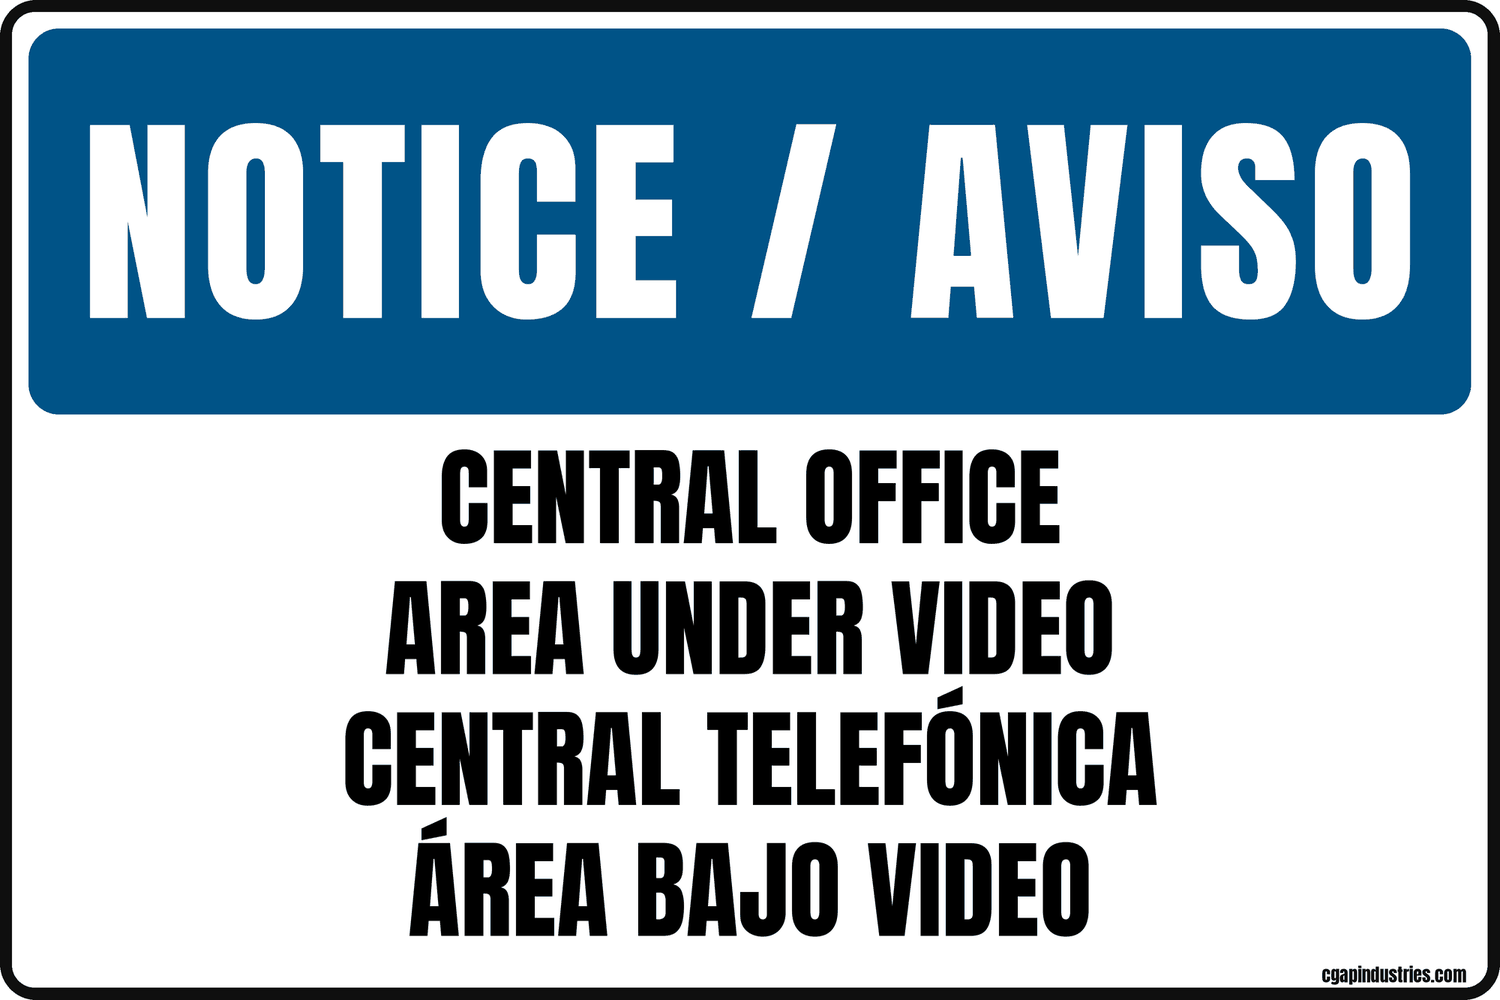 NOTICE / AVISO
CENTRAL OFFICE
AREA UNDER VIDEO
CENTRAL TELEFÓNICA
ÁREA BAJO VIDEO
cgapindustries.com